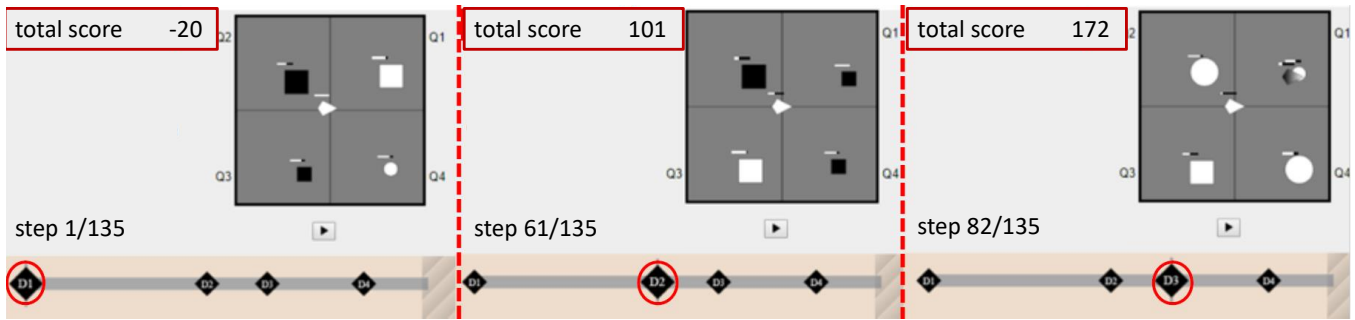 total score -20
Q2
Q1
Q3
Q4
step 1/135
D1
D2
D3
D4
total score 101
Q1
Q3
Q4
step 61/135
D1
D2
D3
D4
total score 172
2
Q1
Q3
Q4
step 82/135
D1
D2
D3
D4